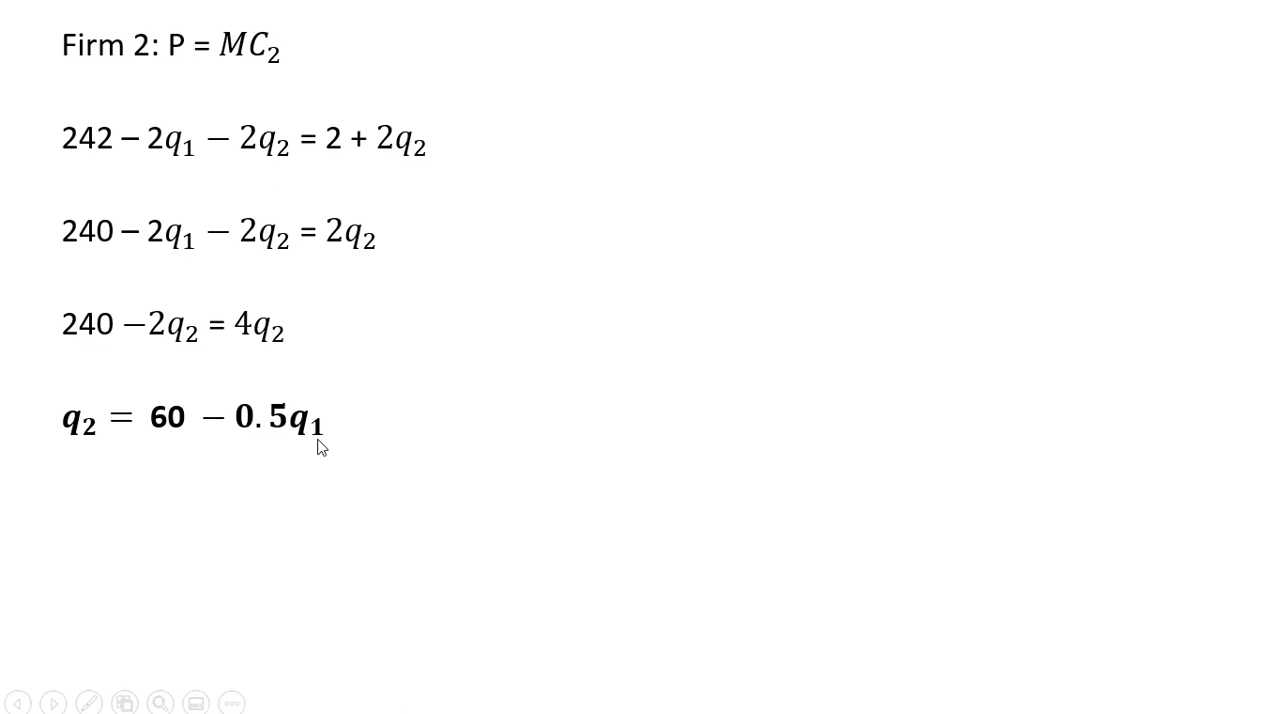 Firm 2: P = 𝑀𝐶₂
242 – 2𝑞₁ − 2𝑞₂ = 2 + 2𝑞₂
240 – 2𝑞₁ − 2𝑞₂ = 2𝑞₂
240 −2𝑞₂ = 4𝑞₂
𝒒₂ = 60 − 0.5𝒒₁